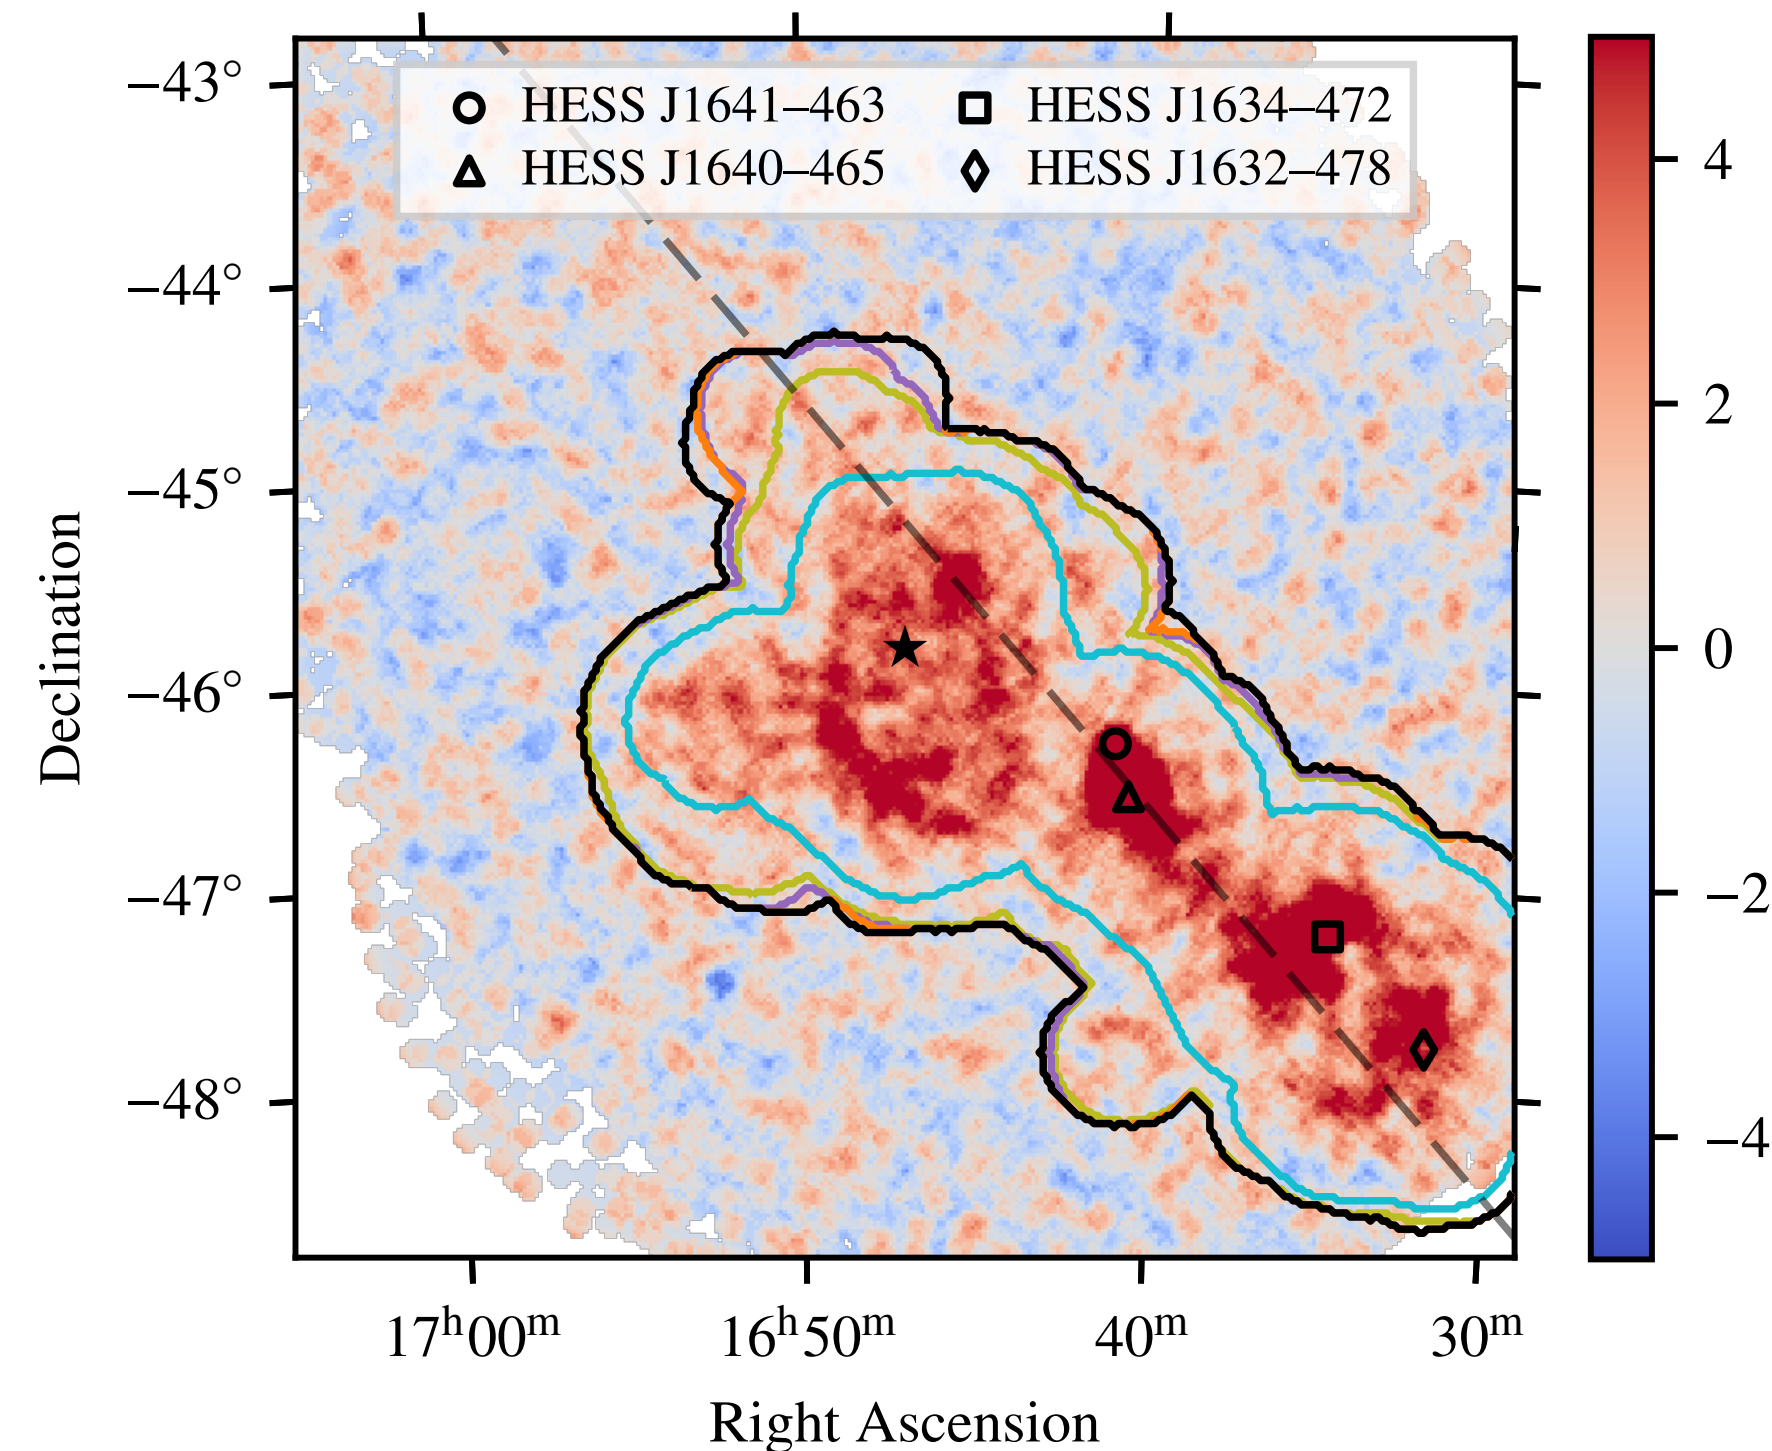 HESS J1641–463 HESS J1634–472
HESS J1640–465 HESS J1632–478
−43°
−44°
−45°
−46°
−47°
−48°
Declination
17ʰ00ᵐ 16ʰ50ᵐ 40ᵐ 30ᵐ
Right Ascension
4
2
0
−2
−4